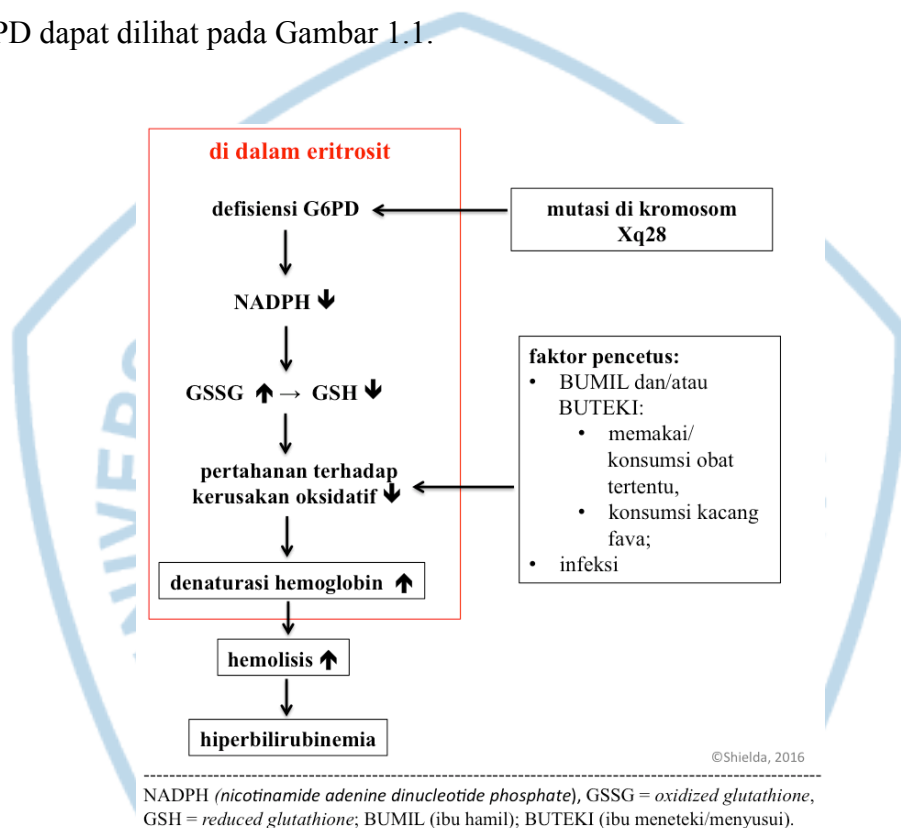 PD dapat dilihat pada Gambar 1.1.
di dalam eritrosit
defisiensi G6PD
mutasi di kromosom
Xq28
NADPH ↓
GSSG ↑ → GSH ↓
pertahanan terhadap
kerusakan oksidatif ↓
denaturasi hemoglobin ↑
hemolisis ↑
hiperbilirubinemia
faktor pencetus:
• BUMIL dan/atau
BUTEKI:
• memakai/
konsumsi obat
tertentu,
• konsumsi kacang
fava;
• infeksi
©Shielda, 2016
NADPH (nicotinamide adenine dinucleotide phosphate), GSSG = oxidized glutathione,
GSH = reduced glutathione; BUMIL (ibu hamil); BUTEKI (ibu meneteki/menyusui).